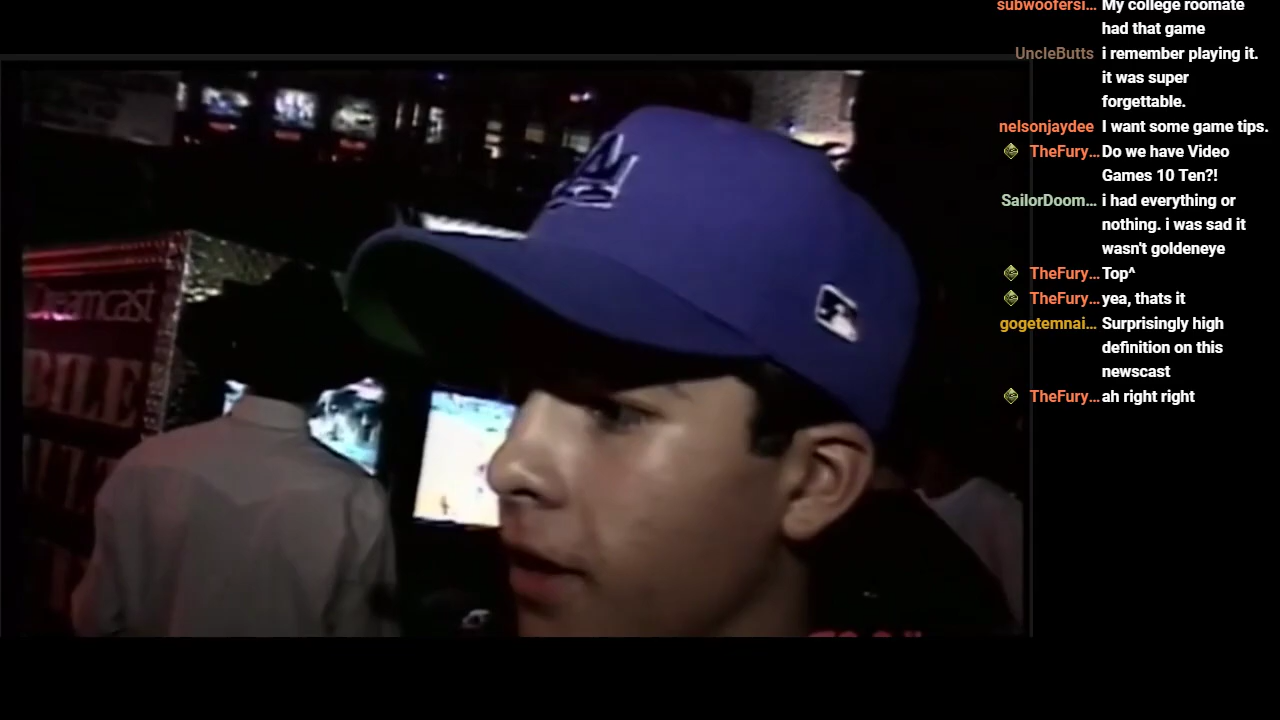 subwoofersi… My college roomate
had that game
UncleButts i remember playing it.
it was super
forgettable.
nelsonjaydee I want some game tips.
TheFury… Do we have Video
Games 10 Ten?!
SailorDoom… i had everything or
nothing. i was sad it
wasn't goldeneye
TheFury… Top^
TheFury… yea, thats it
gogetemnai… Surprisingly high
definition on this
newscast
TheFury… ah right right
LA
Dreamcast
BILE